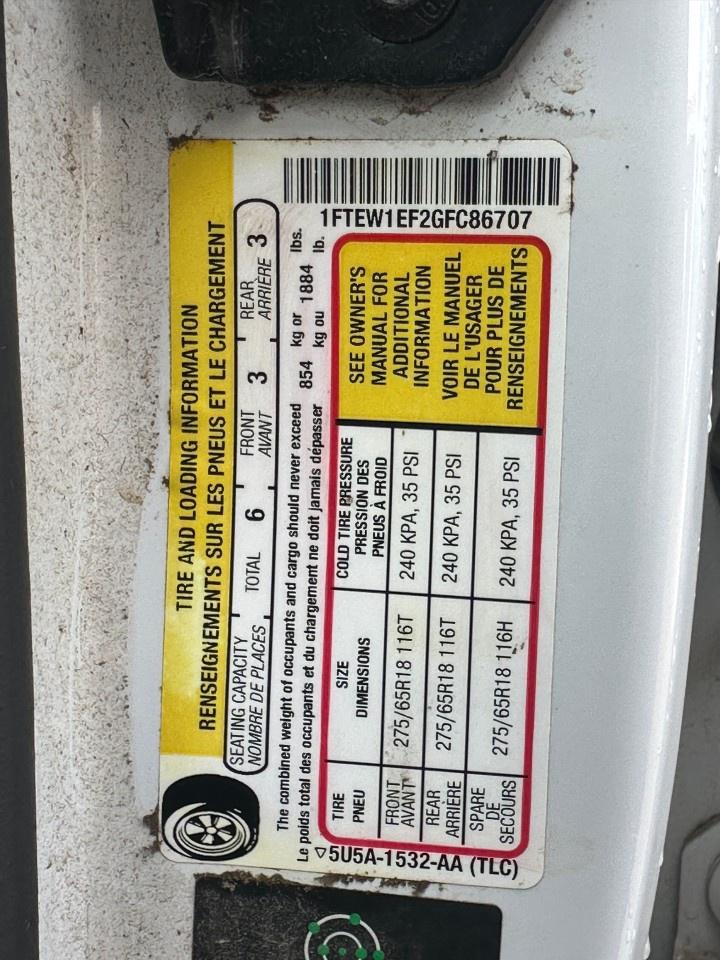 TIRE AND LOADING INFORMATION
RENSEIGNEMENTS SUR LES PNEUS ET LE CHARGEMENT
SEATING CAPACITY
NOMBRE DE PLACES
TOTAL 6
FRONT
AVANT 3
REAR
ARRIÈRE 3
The combined weight of occupants and cargo should never exceed 854 kg or 1884 lbs.
Le poids total des occupants et du chargement ne doit jamais dépasser kg ou lb.
TIRE
PNEU
SIZE
DIMENSIONS
COLD TIRE PRESSURE
PRESSION DES
PNEUS À FROID
FRONT
AVANT
275/65R18 116T
240 KPA, 35 PSI
REAR
ARRIÈRE
275/65R18 116T
240 KPA, 35 PSI
SPARE
DE
SECOURS
275/65R18 116H
240 KPA, 35 PSI
SEE OWNER'S
MANUAL FOR
ADDITIONAL
INFORMATION
VOIR LE MANUEL
DE L'USAGER
POUR PLUS DE
RENSEIGNEMENTS
1FTEW1EF2GFC86707
▽5U5A-1532-AA (TLC)